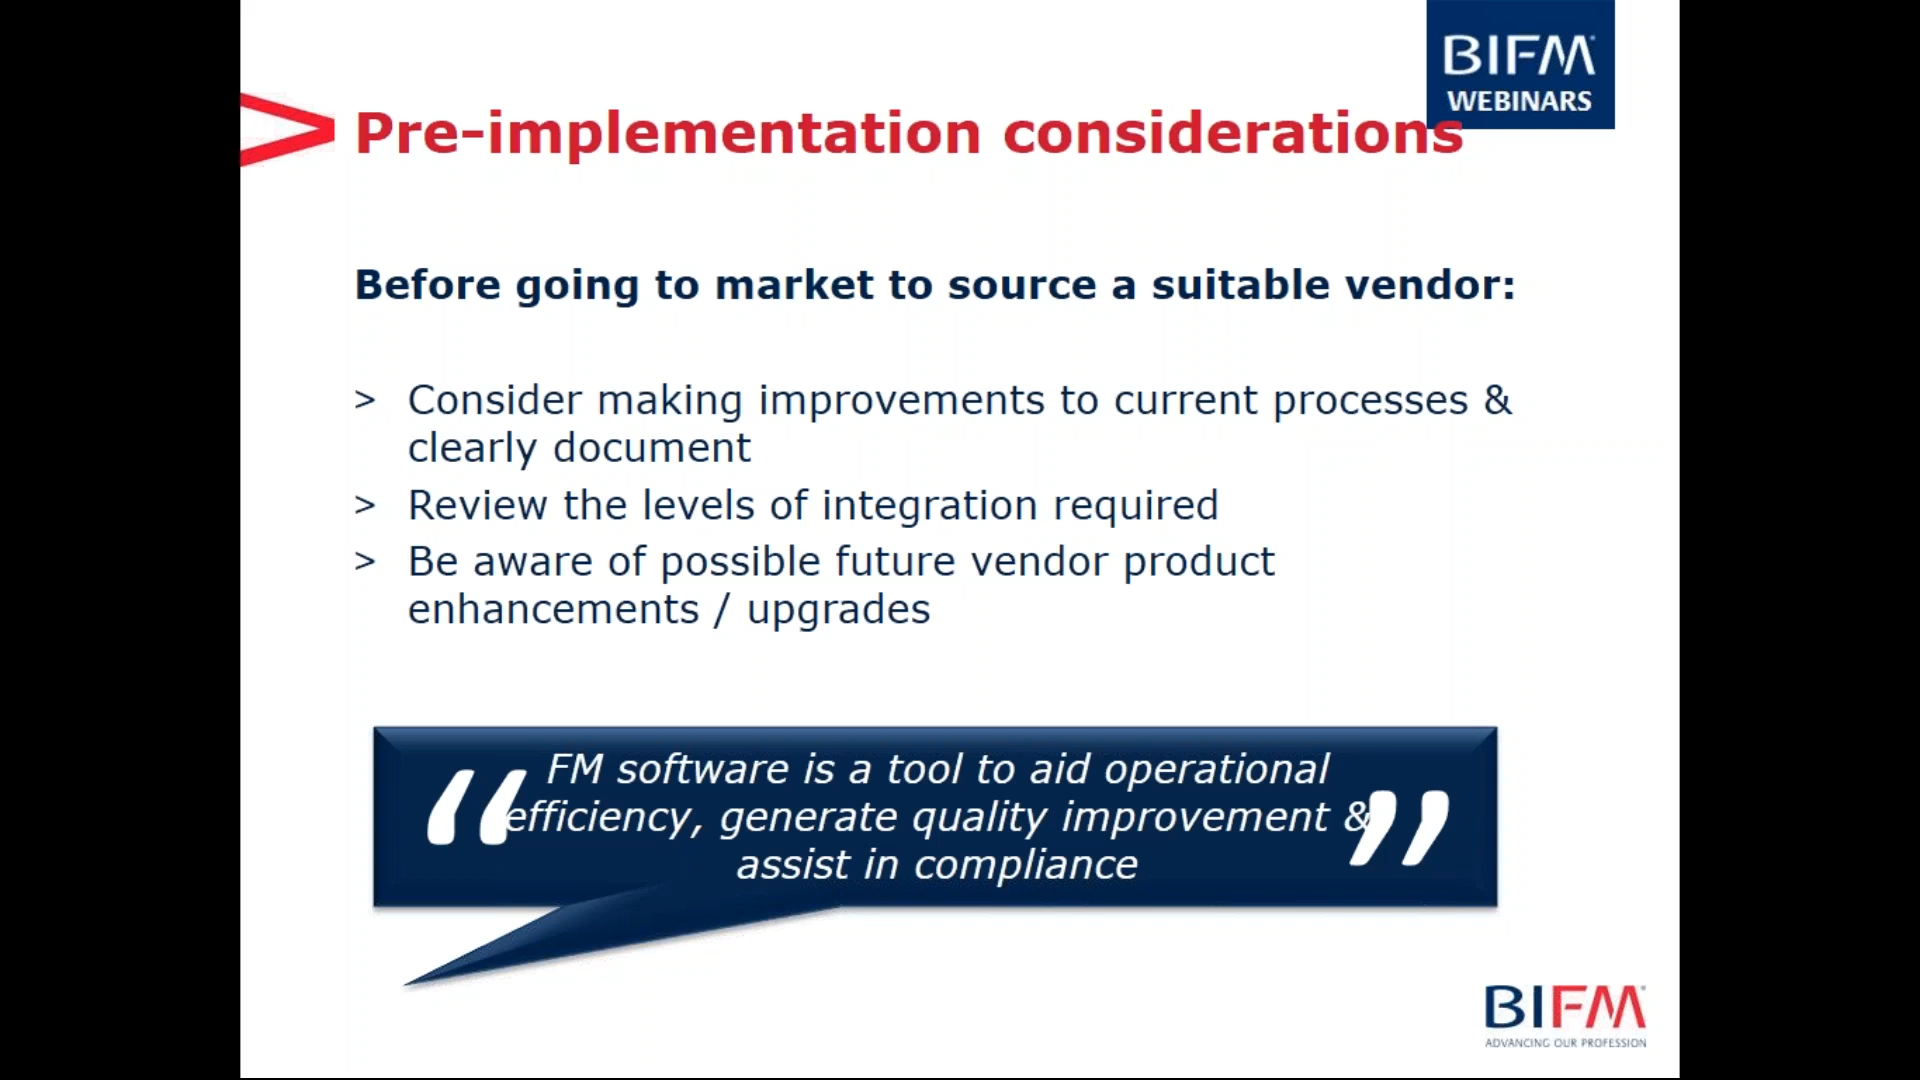 BIFM
WEBINARS
Pre-implementation considerations
Before going to market to source a suitable vendor:
> Consider making improvements to current processes &
clearly document
> Review the levels of integration required
> Be aware of possible future vendor product
enhancements / upgrades
“ FM software is a tool to aid operational
efficiency, generate quality improvement &
assist in compliance ”
BIFM
ADVANCING OUR PROFESSION